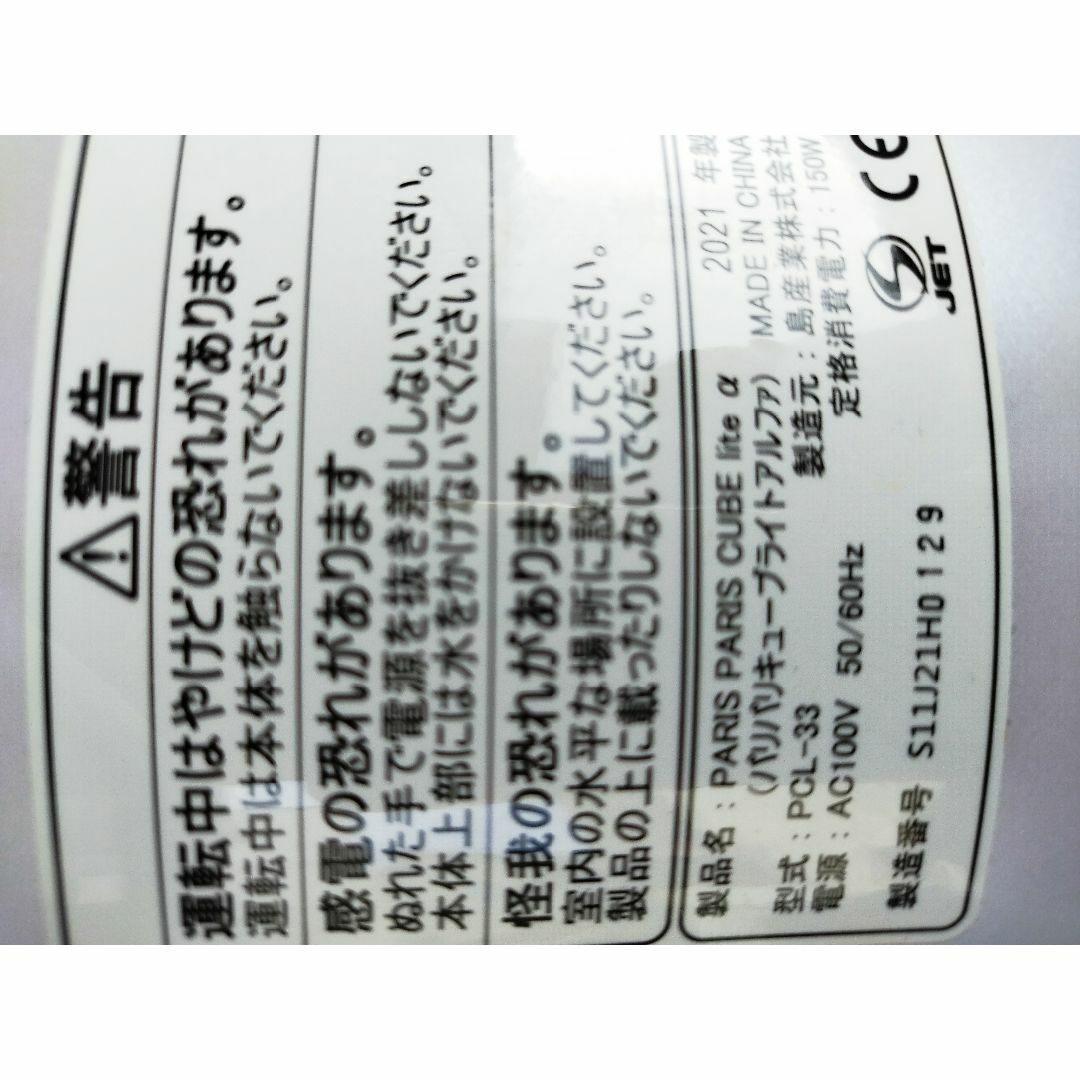 警告
運転中はやけどの恐れがあります。
運転中は本体を触らないでください。
感電の恐れがあります。
ぬれた手で電源を抜き差ししないでください。
本体上部には水をかけないでください。
怪我の恐れがあります。
室内の水平な場所に設置してください。
製品の上に載ったりしないでください。
製品名：PARIS PARIS CUBE lite α
（パリパリキューブライトアルファ）
型式：PCL-33
電源：AC100V 50/60Hz
製造番号 S11J21H0129
2021 年製
MADE IN CHINA
製造元：島産業株式会社
定格消費電力：150W
JET
CE